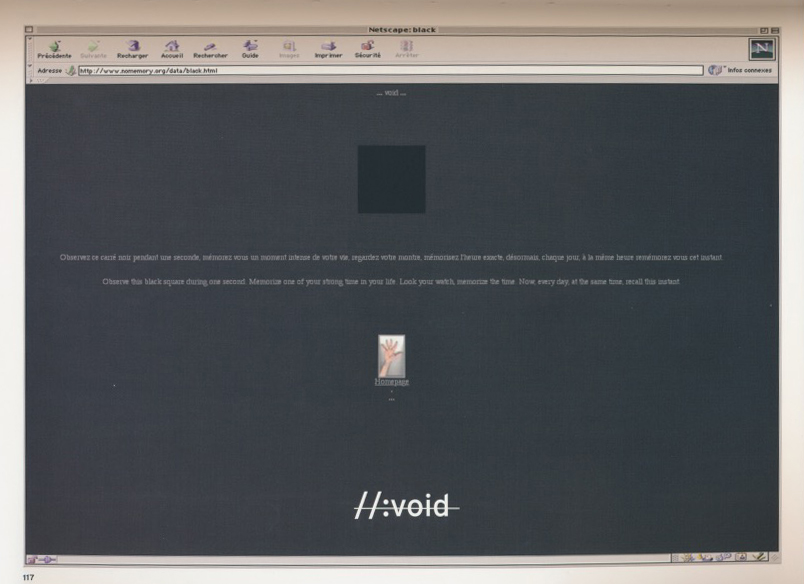 Netscape: black
Précédente Suivante Recharger Accueil Rechercher Guide Images Imprimer Sécurité Arrêter
N
Adresse http://www.nomemory.org/data/black.html Infos connexes
... void ...
Observez ce carré noir pendant une seconde, mémorez vous un moment intense de votre vie, regardez votre montre, mémorisez l'heure exacte, désormais, chaque jour, à la même heure remémorez vous cet instant
Observe this black square during one second. Memorize one of your strong time in your life. Look your watch, memorize the time. Now, every day, at the same time, recall this instant
Homepage
...
//:void
117